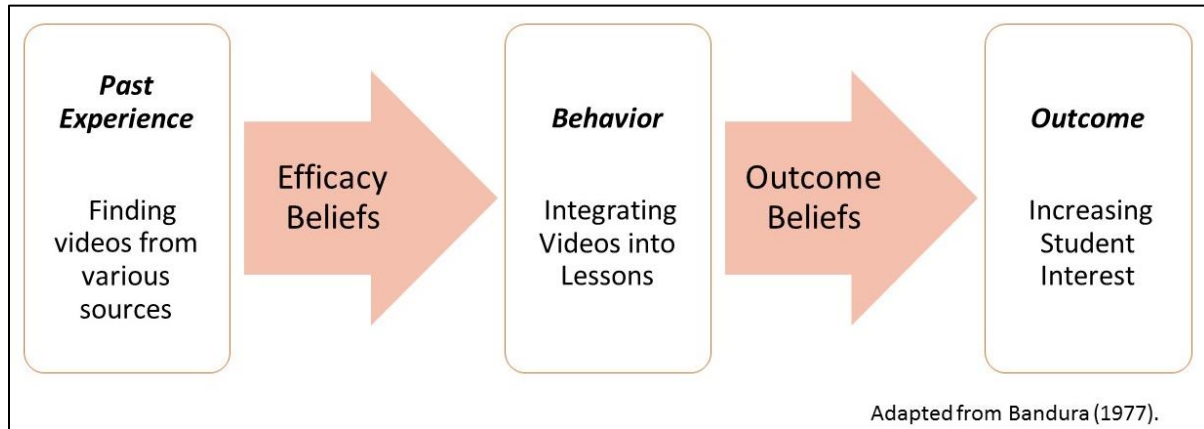 Past
Experience
Finding
videos from
various
sources
Efficacy
Beliefs
Behavior
Integrating
Videos into
Lessons
Outcome
Beliefs
Outcome
Increasing
Student
Interest
Adapted from Bandura (1977).